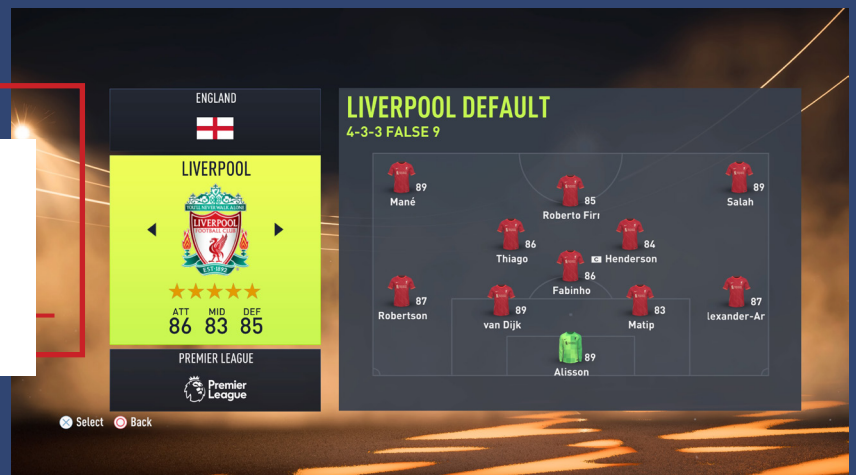 ENGLAND
LIVERPOOL
YOU'LL NEVER WALK ALONE
LIVERPOOL
FOOTBALL CLUB
EST·1892
ATT MID DEF
86 83 85
PREMIER LEAGUE
Premier
League
Select Back
LIVERPOOL DEFAULT
4-3-3 FALSE 9
89
Mané
85
Roberto Firı
89
Salah
86
Thiago
84
C Henderson
86
Fabinho
87
Robertson
89
van Dijk
83
Matip
87
lexander-Ar
89
Alisson